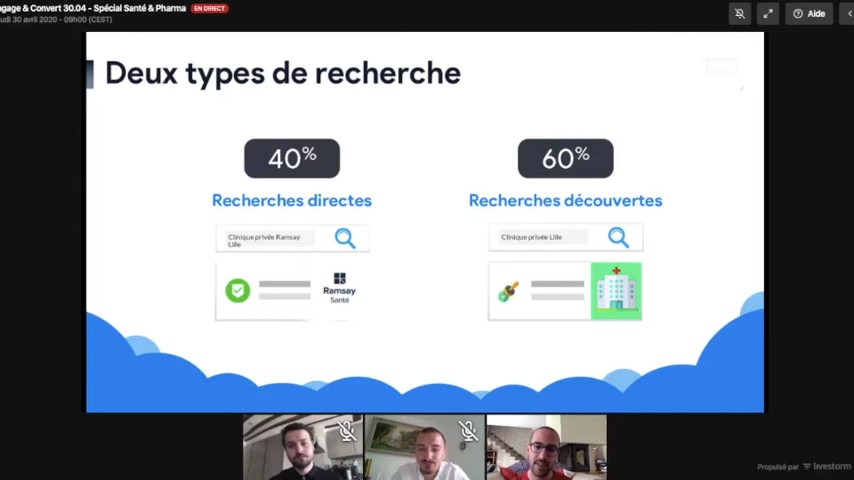 ngage & Convert 30.04 - Spécial Santé & Pharma EN DIRECT
udi 30 avril 2020 - 09h00 (CEST)
Aide
Deux types de recherche
40%
60%
Recherches directes
Recherches découvertes
Clinique privée Ramsay
Lille
Clinique privée Lille
Ramsay
Santé
Propulsé par livestorm